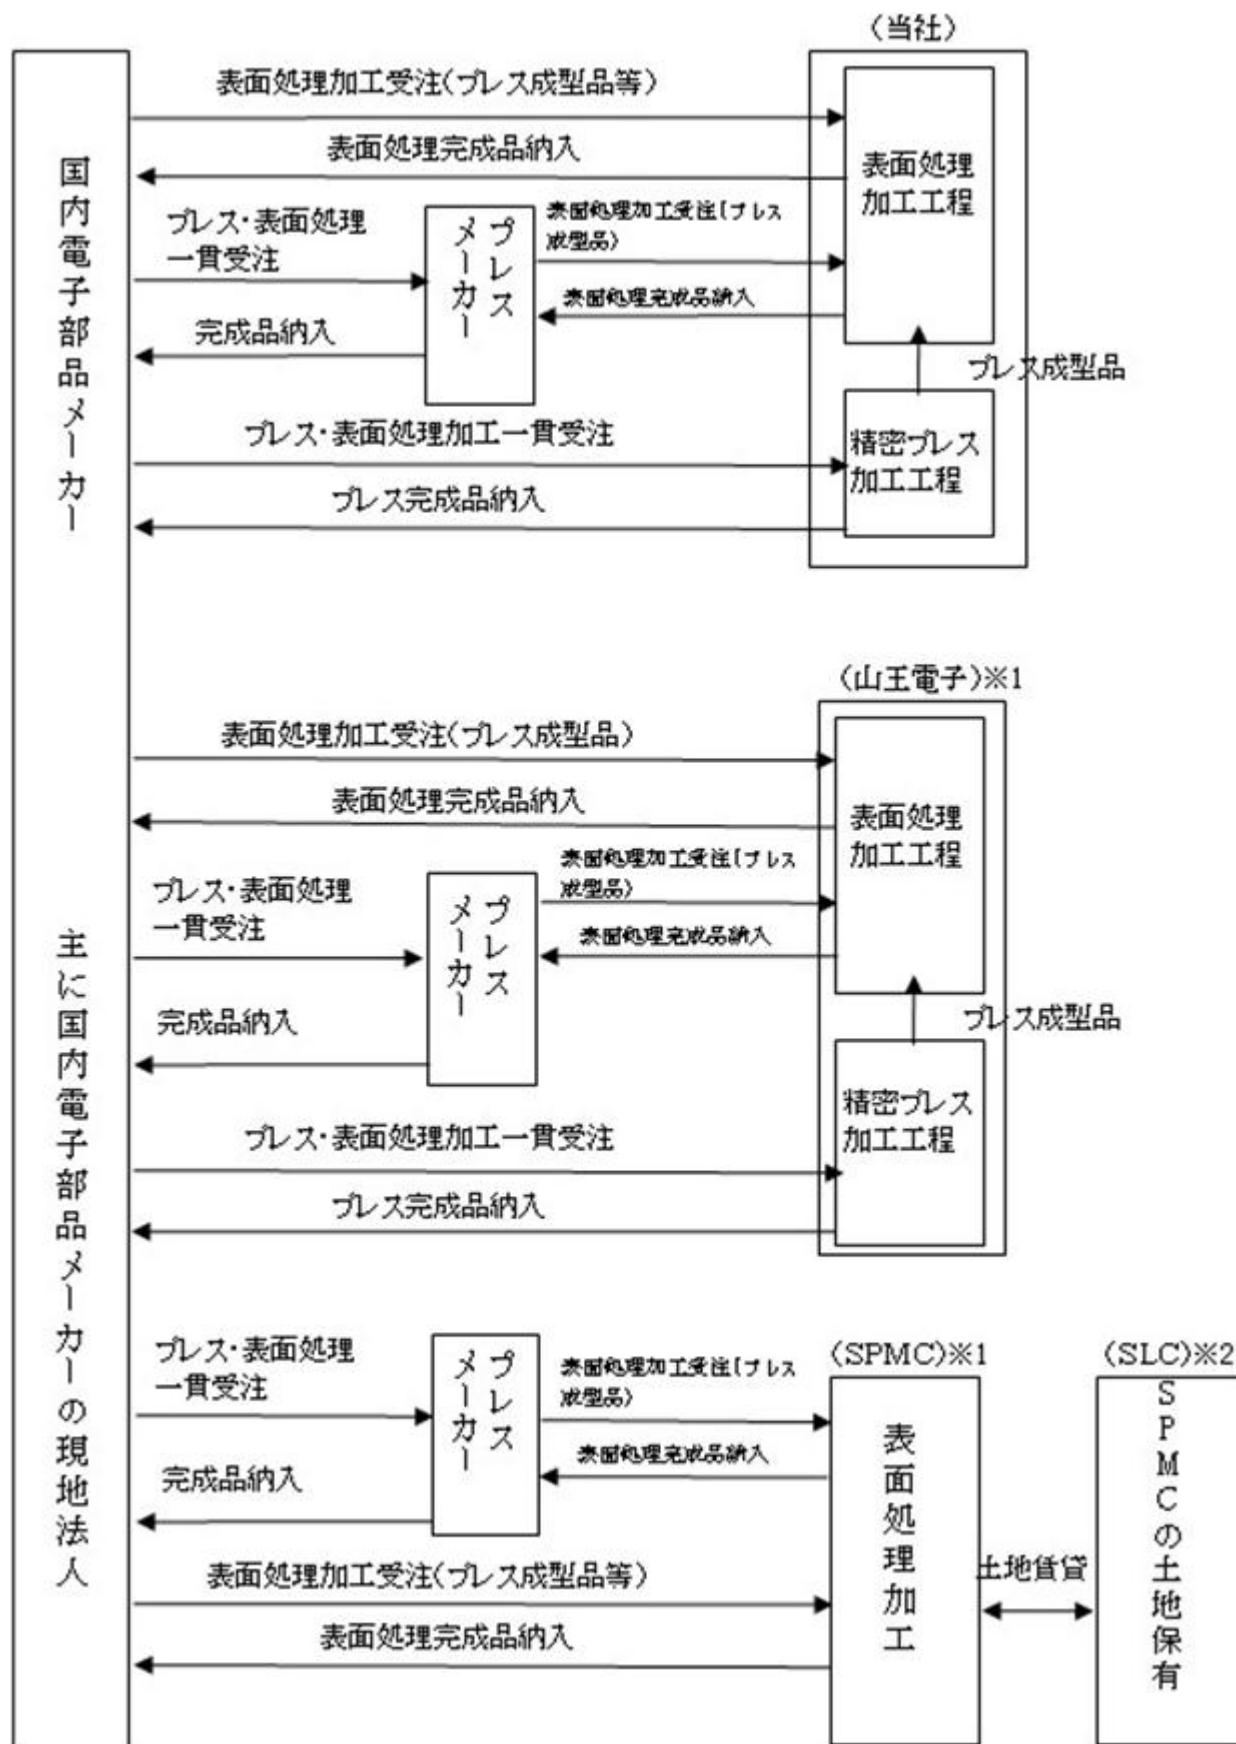 （当社）
国内電子部品メーカー
表面処理加工受注（プレス成型品等）
表面処理完成品納入
表面処理
加工工程
プレス・表面処理
一貫受注
プレス
メーカー
表面処理加工受注（プレス
成型品）
表面処理完成品納入
完成品納入
プレス成型品
プレス・表面処理加工一貫受注
精密プレス
加工工程
プレス完成品納入
（山王電子）※1
主に国内電子部品メーカーの現地法人
表面処理加工受注（プレス成型品）
表面処理完成品納入
表面処理
加工工程
プレス・表面処理
一貫受注
プレス
メーカー
表面処理加工受注（プレス
成型品）
表面処理完成品納入
完成品納入
プレス成型品
プレス・表面処理加工一貫受注
精密プレス
加工工程
プレス完成品納入
プレス・表面処理
一貫受注
プレス
メーカー
表面処理加工受注（プレス
成型品）
表面処理完成品納入
完成品納入
（SPMC）※1
表面処理加工
（SLC）※2
SPMCの土地保有
土地賃貸
表面処理加工受注（プレス成型品等）
表面処理完成品納入